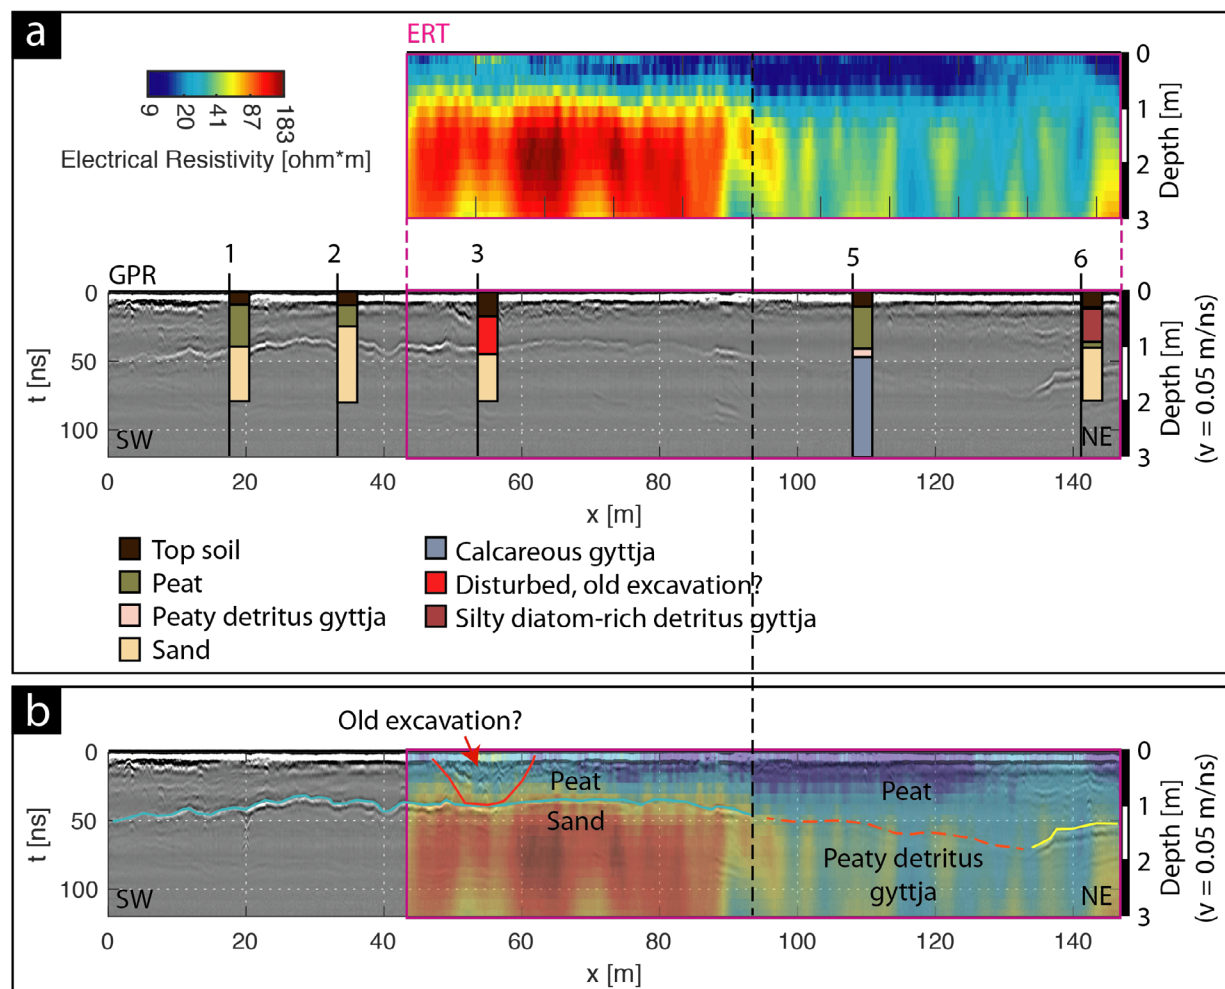 a
ERT
0
1
2
3
Depth [m]
9 20 41 87 183
Electrical Resistivity [ohm*m]
1 2 3 5 6
GPR
0
50
100
t [ns]
SW
NE
0
1
2
3
Depth [m]
(v = 0.05 m/ns)
0 20 40 60 80 100 120 140
x [m]
Top soil
Peat
Peaty detritus gyttja
Sand
Calcareous gyttja
Disturbed, old excavation?
Silty diatom-rich detritus gyttja
b
Old excavation?
0
50
100
t [ns]
Peat
Sand
Peat
Peaty detritus
gyttja
SW
NE
0
1
2
3
Depth [m]
(v = 0.05 m/ns)
0 20 40 60 80 100 120 140
x [m]